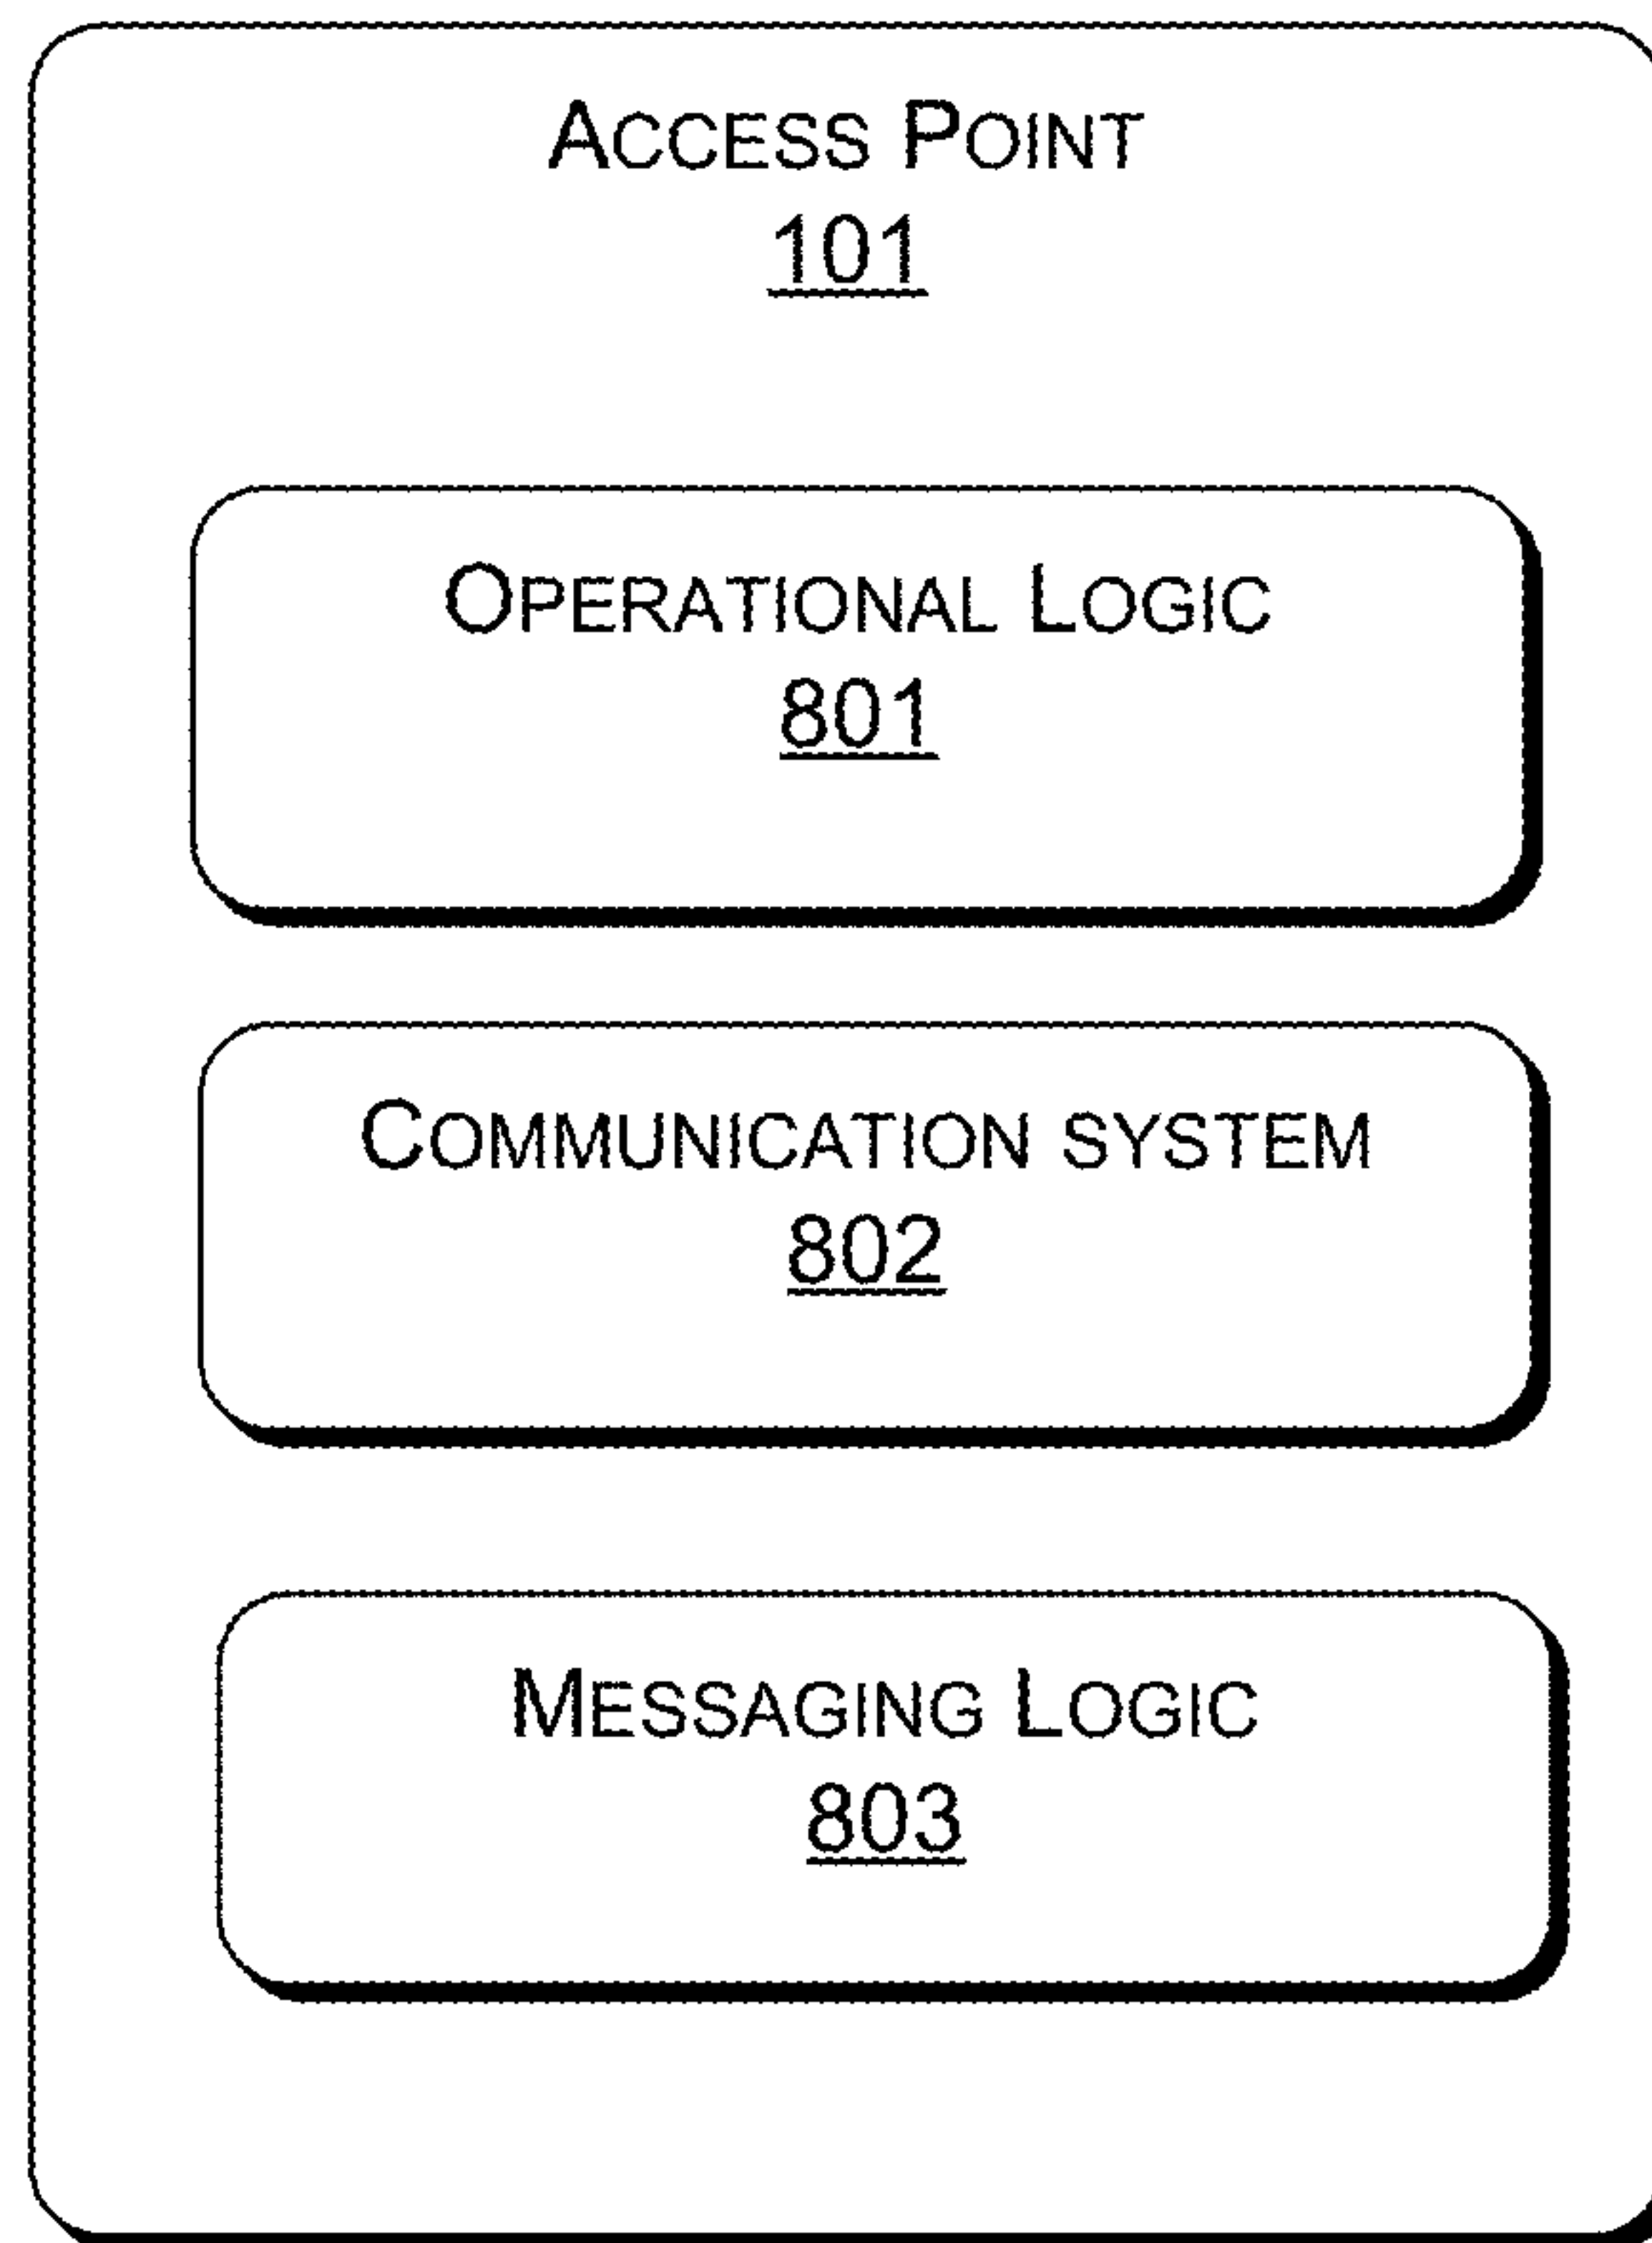 ACCESS POINT
101
OPERATIONAL LOGIC
801
COMMUNICATION SYSTEM
802
MESSAGING LOGIC
803